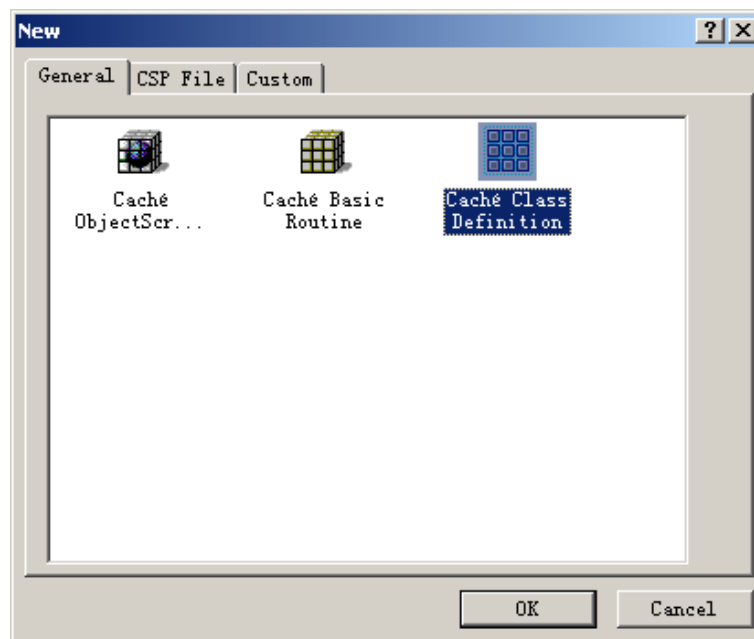 New
General
CSP File
Custom
Caché
ObjectScr...
Caché Basic
Routine
Caché Class
Definition
OK
Cancel